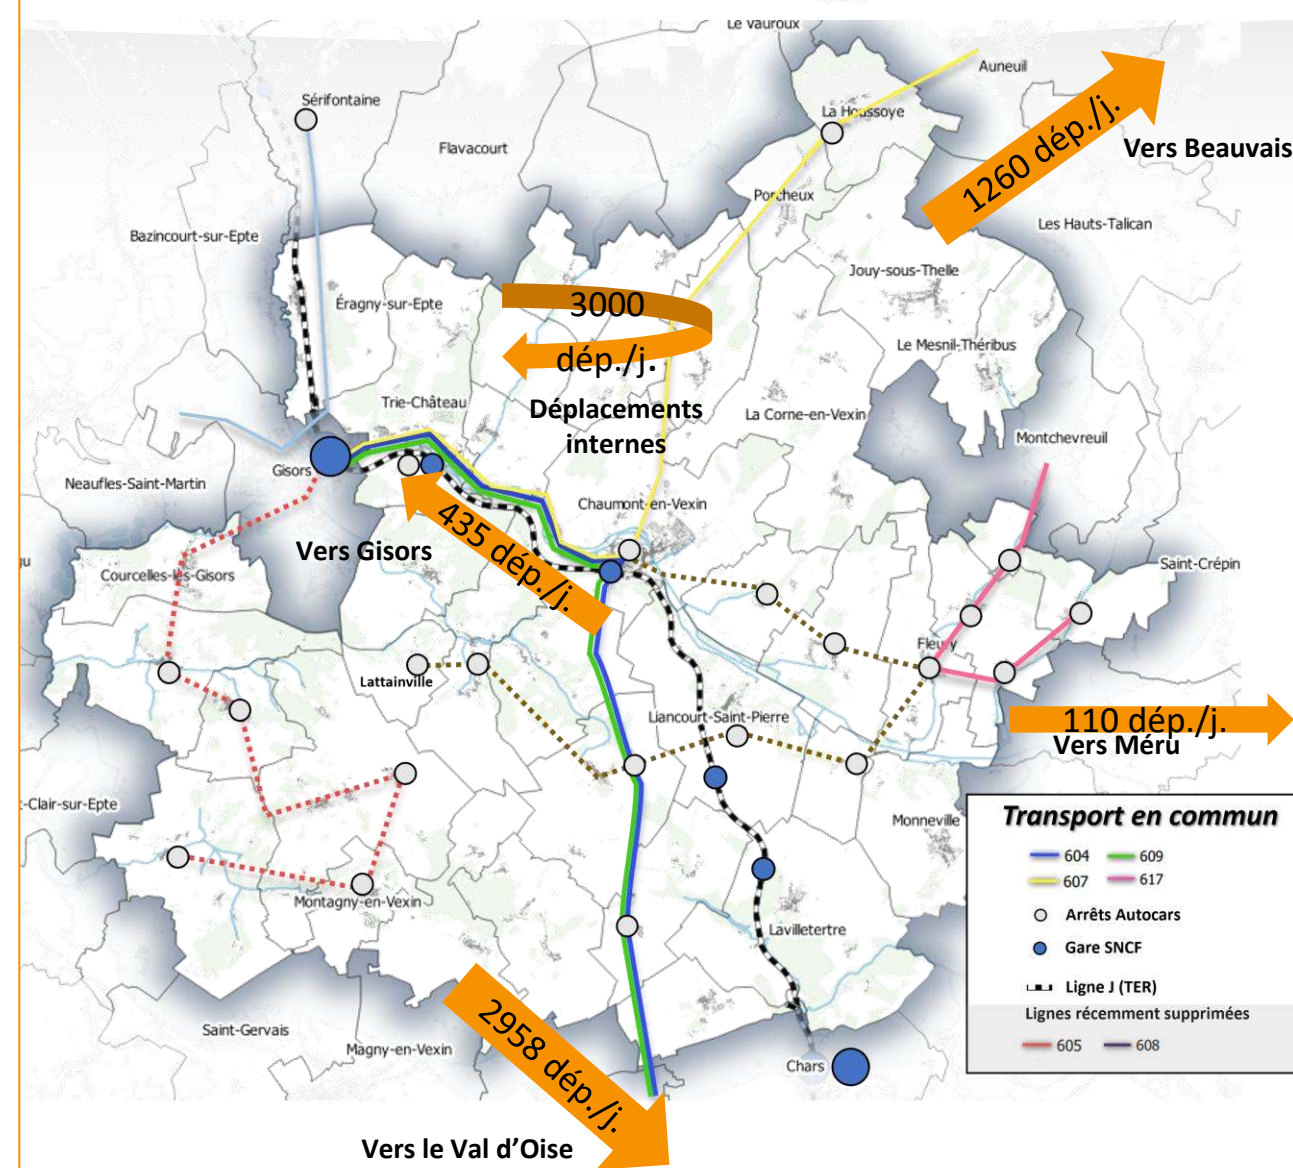 Le Vauroux
Auneuil
Sérifontaine
La Houssoye
1260 dép./j.
Vers Beauvais
Flavacourt
Porcheux
Les Hauts-Talican
Bazincourt-sur-Epte
Jouy-sous-Thelle
Éragny-sur-Epte
3000
dép./j.
Le Mesnil-Théribus
Trie-Château
Déplacements
internes
La Corne-en-Vexin
Montchevreuil
Gisors
Neaufles-Saint-Martin
Chaumont-en-Vexin
435 dép./j.
Vers Gisors
Saint-Crépin
Courcelles-lès-Gisors
Fleury
Lattainville
Liancourt-Saint-Pierre
110 dép./j.
Vers Méru
t-Clair-sur-Epte
Monneville
Transport en commun
604
609
607
617
Arrêts Autocars
Gare SNCF
Ligne J (TER)
Lignes récemment supprimées
605
608
Montagny-en-Vexin
Lavilletertre
Saint-Gervais
Magny-en-Vexin
2958 dép./j.
Chars
Vers le Val d'Oise